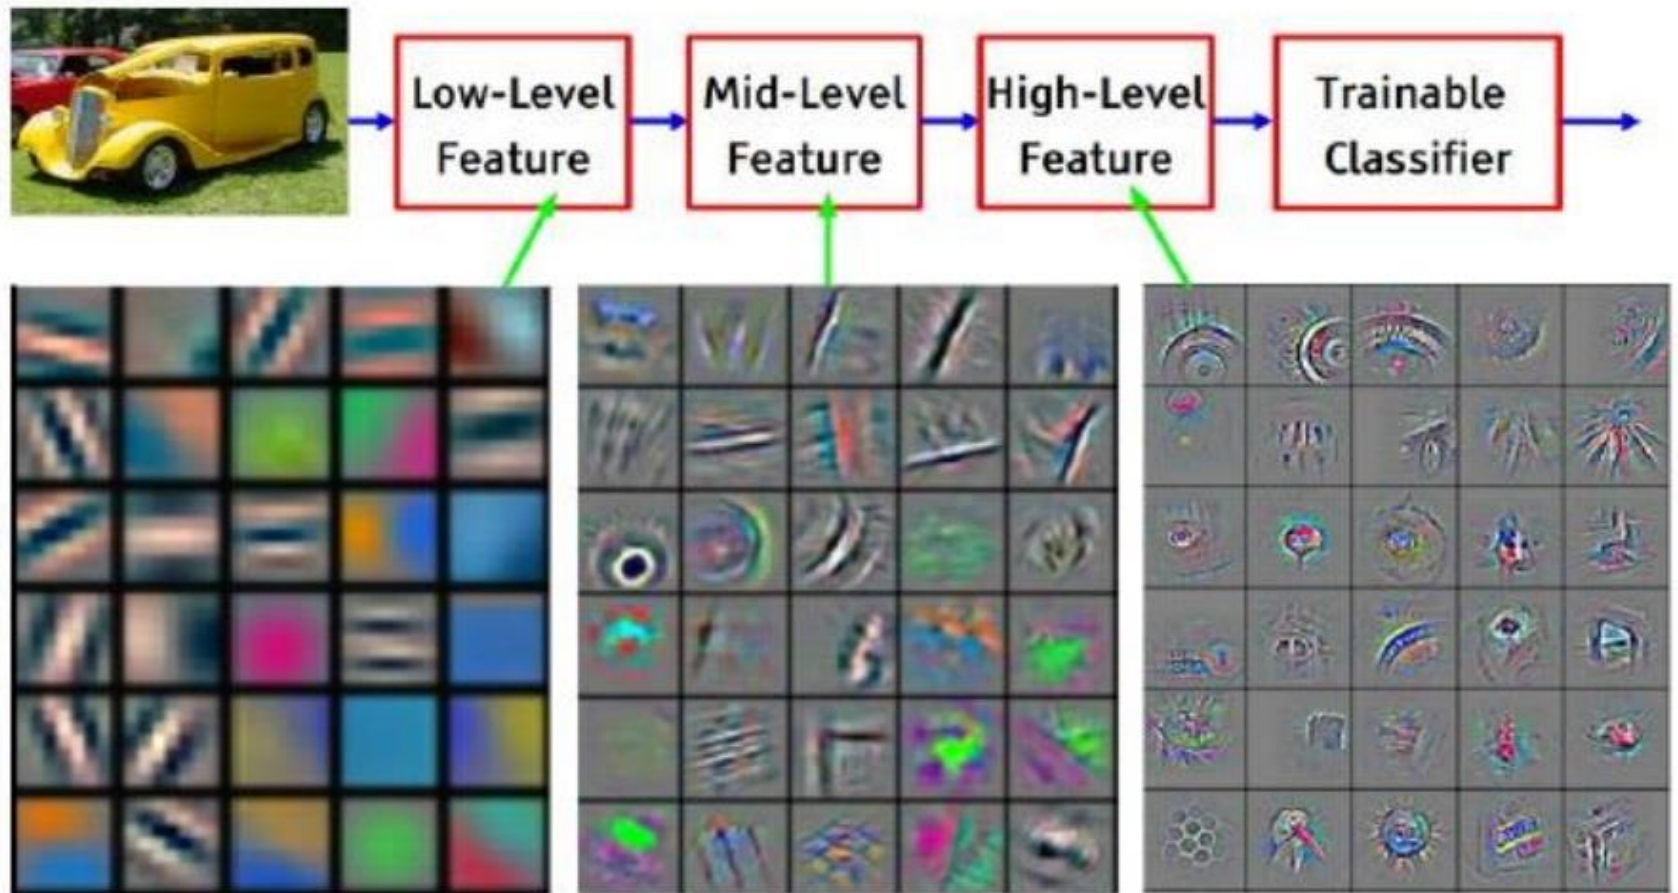 Low-Level
Feature
Mid-Level
Feature
High-Level
Feature
Trainable
Classifier